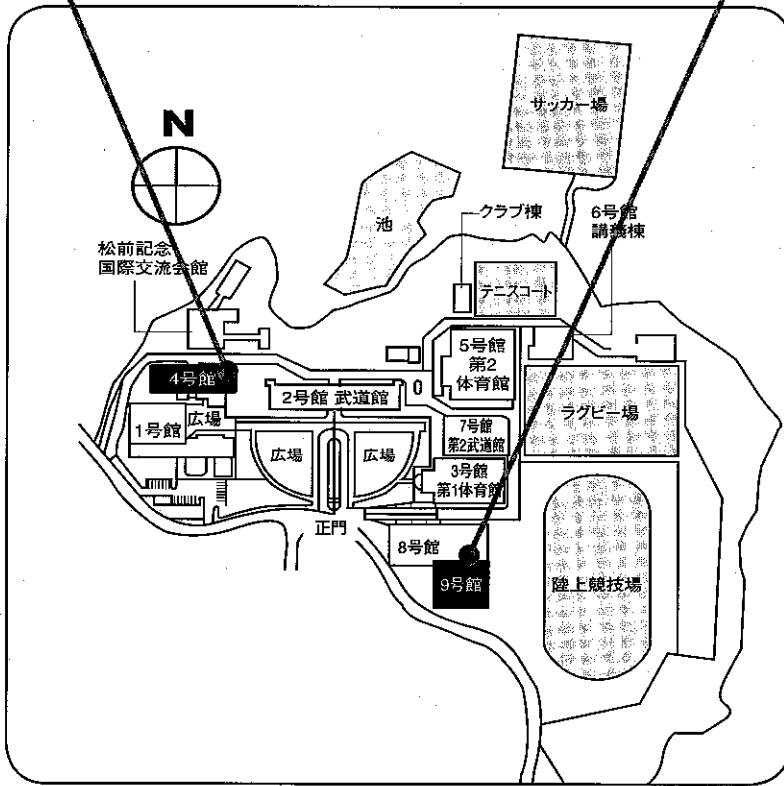 サッカー場
N
池
クラブ棟
6号館
講義棟
松前記念
国際交流会館
テニスコート
5号館
第2
体育館
4号館
2号館 武道館
ラグビー場
1号館
広場
7号館
第2武道館
広場
広場
3号館
第1体育館
正門
8号館
9号館
陸上競技場